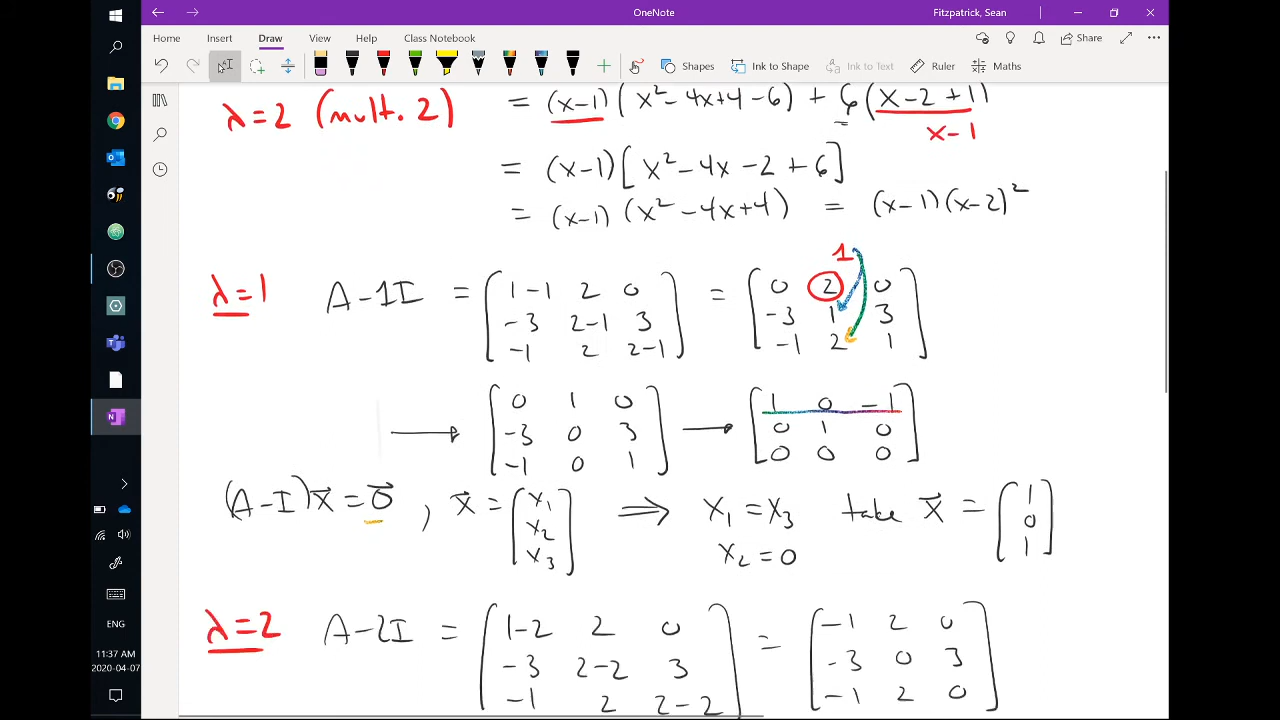 OneNote
Fitzpatrick, Sean
Home Insert Draw View Help Class Notebook
Share
Shapes Ink to Shape Ink to Text Ruler Maths
λ=2 (mult. 2)
= (x-1)(x²-4x+4-6) + 6(x-2+1)
x-1
= (x-1)[x²-4x-2+6]
= (x-1)(x²-4x+4) = (x-1)(x-2)²
1
λ=1 A-1I = [1-1 2 0 = [0 2 0
-3 2-1 3 -3 1 3
-1 2 2-1] -1 2 1]
→ [0 1 0 → [1 0 -1
-3 0 3 0 1 0
-1 0 1] 0 0 0]
(A-I)x⃗ = 0⃗, x⃗ = [x₁ x₂ x₃] ⟹ x₁ = x₃ take x⃗ = [1 0 1]
x₂ = 0
λ=2 A-2I = [1-2 2 0 = [-1 2 0
-3 2-2 3 -3 0 3
-1 2 2-2] -1 2 0]
ENG
11:37 AM
2020-04-07